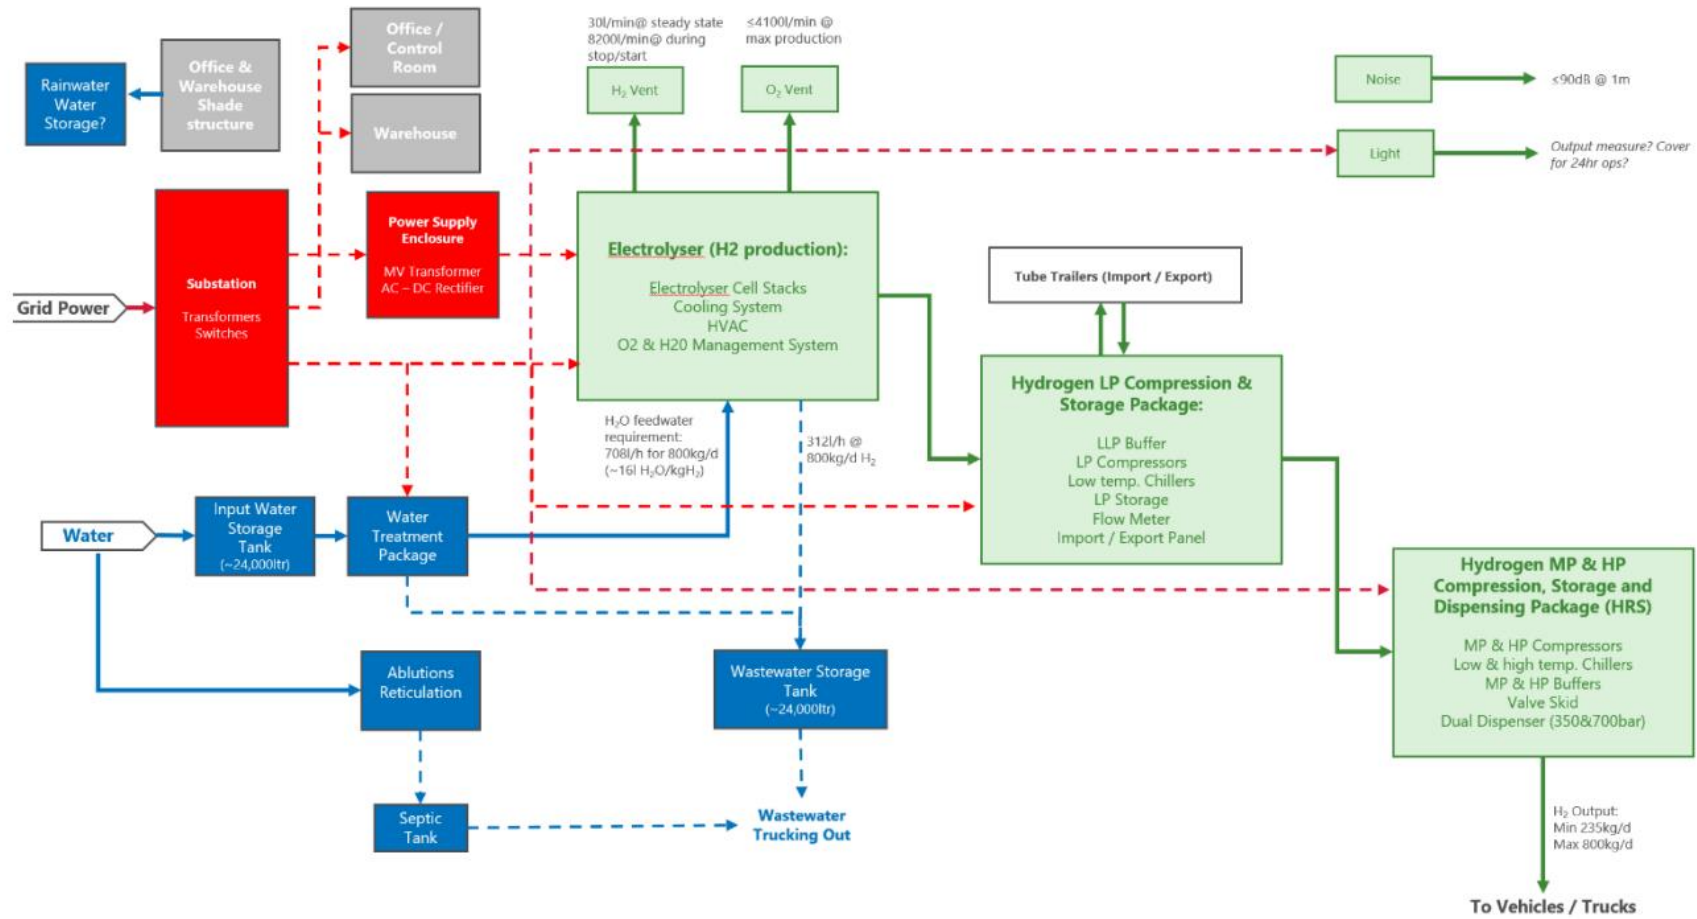 30l/min@ steady state
8200l/min@ during
stop/start
≤4100l/min @
max production
Office /
Control
Room
Rainwater
Water
Storage?
Office &
Warehouse
Shade
structure
H₂ Vent
O₂ Vent
Noise
≤90dB @ 1m
Warehouse
Light
Output measure? Cover
for 24hr ops?
Grid Power
Substation
Transformers
Switches
Power Supply
Enclosure
MV Transformer
AC – DC Rectifier
Electrolyser (H2 production):
Electrolyser Cell Stacks
Cooling System
HVAC
O2 & H20 Management System
Tube Trailers (Import / Export)
Hydrogen LP Compression &
Storage Package:
LLP Buffer
LP Compressors
Low temp. Chillers
LP Storage
Flow Meter
Import / Export Panel
H₂O feedwater
requirement:
708l/h for 800kg/d
(~16l H₂O/kgH₂)
312l/h @
800kg/d H₂
Water
Input Water
Storage
Tank
(~24,000ltr)
Water
Treatment
Package
Hydrogen MP & HP
Compression, Storage and
Dispensing Package (HRS)
MP & HP Compressors
Low & high temp. Chillers
MP & HP Buffers
Valve Skid
Dual Dispenser (350&700bar)
Ablutions
Reticulation
Wastewater Storage
Tank
(~24,000ltr)
Septic
Tank
Wastewater
Trucking Out
H₂ Output:
Min 235kg/d
Max 800kg/d
To Vehicles / Trucks